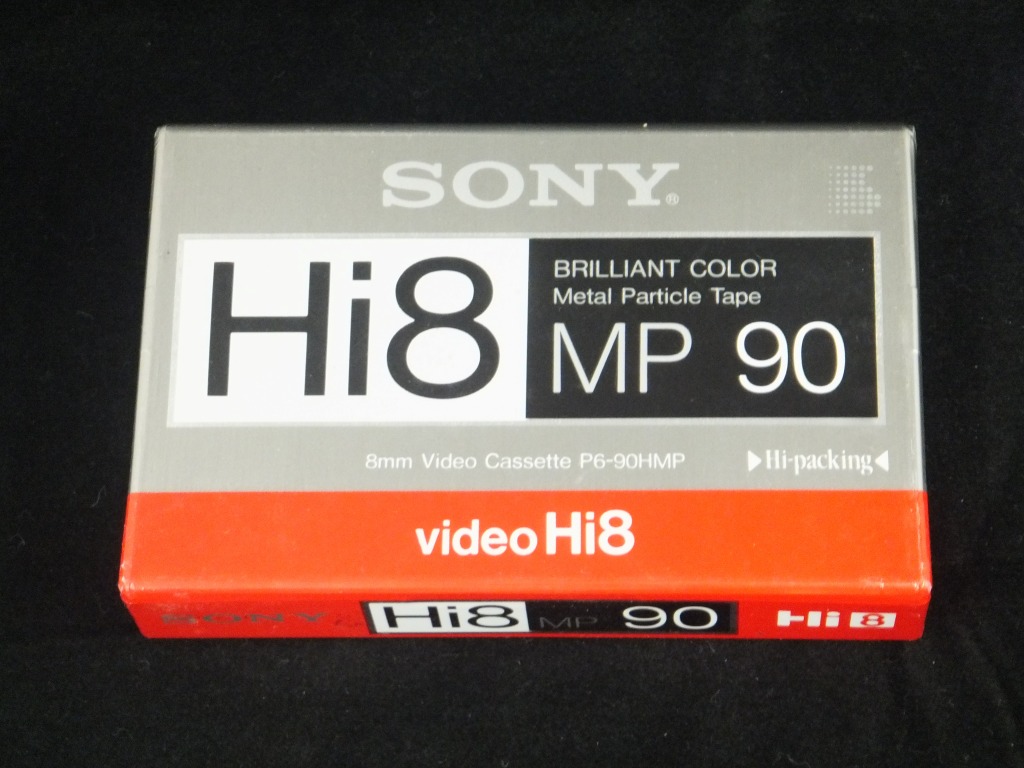 SONY®
Hi8
BRILLIANT COLOR
Metal Particle Tape
MP 90
8mm Video Cassette P6-90HMP
Hi-packing
video Hi8
SONY Hi8 MP 90 Hi8